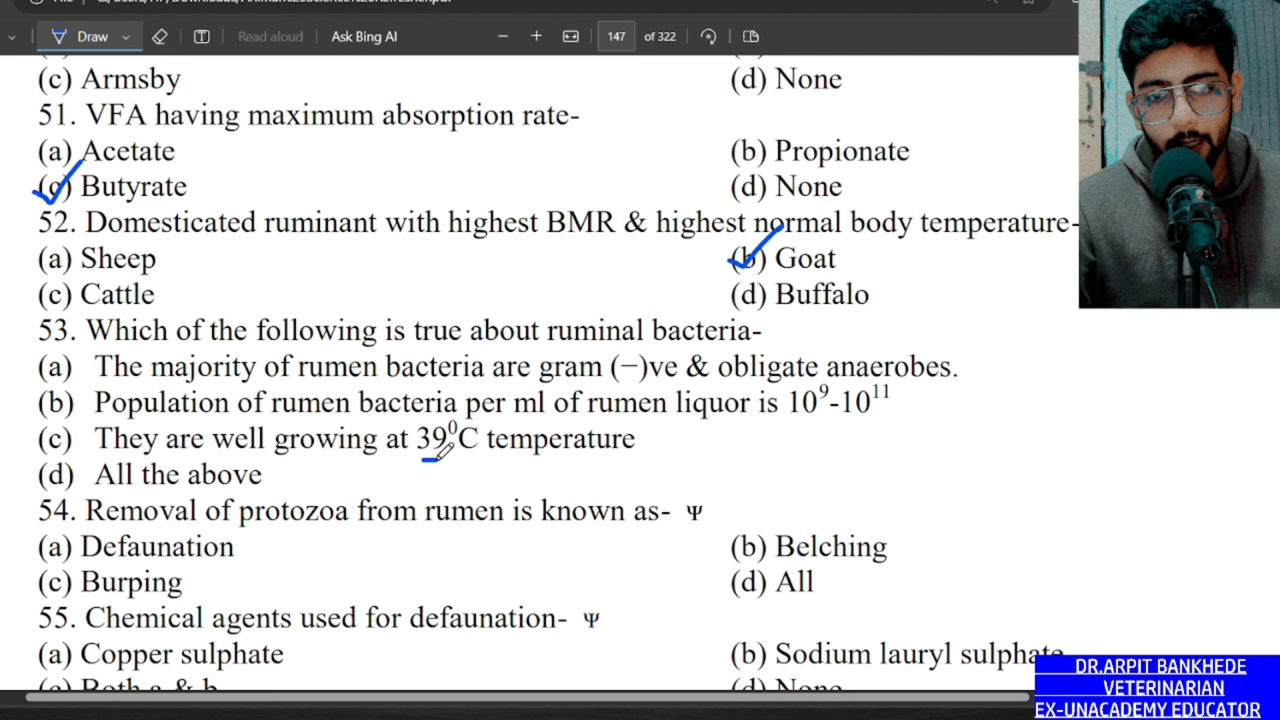 Draw
Read aloud
Ask Bing AI
147 of 322
(c) Armsby (d) None
51. VFA having maximum absorption rate-
(a) Acetate (b) Propionate
(c) Butyrate (d) None
52. Domesticated ruminant with highest BMR & highest normal body temperature-
(a) Sheep (b) Goat
(c) Cattle (d) Buffalo
53. Which of the following is true about ruminal bacteria-
(a) The majority of rumen bacteria are gram (−)ve & obligate anaerobes.
(b) Population of rumen bacteria per ml of rumen liquor is 10⁹-10¹¹
(c) They are well growing at 39⁰C temperature
(d) All the above
54. Removal of protozoa from rumen is known as- Ψ
(a) Defaunation (b) Belching
(c) Burping (d) All
55. Chemical agents used for defaunation- Ψ
(a) Copper sulphate (b) Sodium lauryl sulphate
(c) Both a & b (d) None
DR.ARPIT BANKHEDE
VETERINARIAN
EX-UNACADEMY EDUCATOR